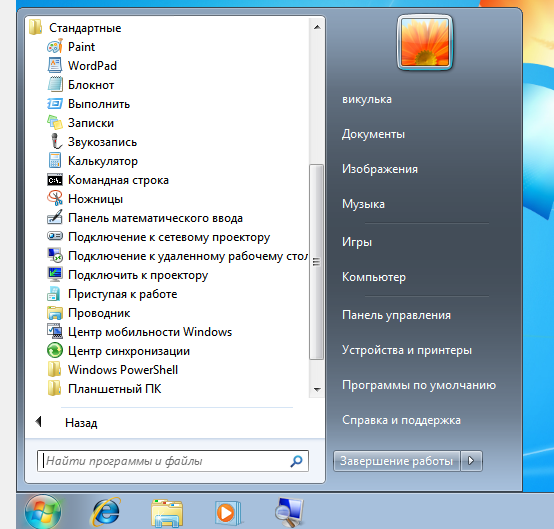 Стандартные
Paint
WordPad
Блокнот
Выполнить
Записки
Звукозапись
Калькулятор
Командная строка
Ножницы
Панель математического ввода
Подключение к сетевому проектору
Подключение к удаленному рабочему стол
Подключить к проектору
Приступая к работе
Проводник
Центр мобильности Windows
Центр синхронизации
Windows PowerShell
Планшетный ПК
Назад
Найти программы и файлы
викулька
Документы
Изображения
Музыка
Игры
Компьютер
Панель управления
Устройства и принтеры
Программы по умолчанию
Справка и поддержка
Завершение работы